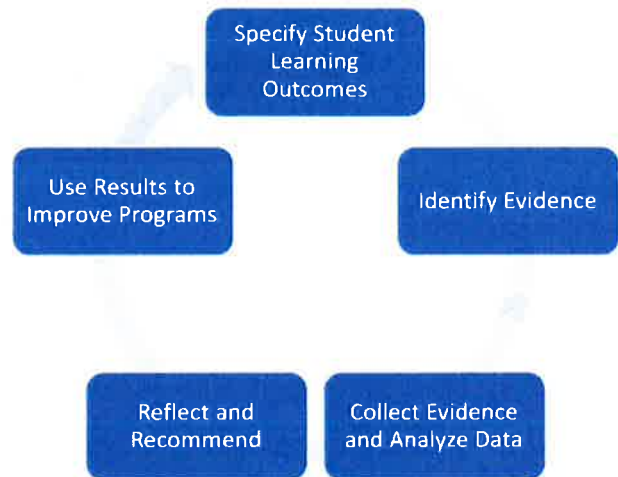 Specify Student
Learning
Outcomes
Identify Evidence
Collect Evidence
and Analyze Data
Reflect and
Recommend
Use Results to
Improve Programs